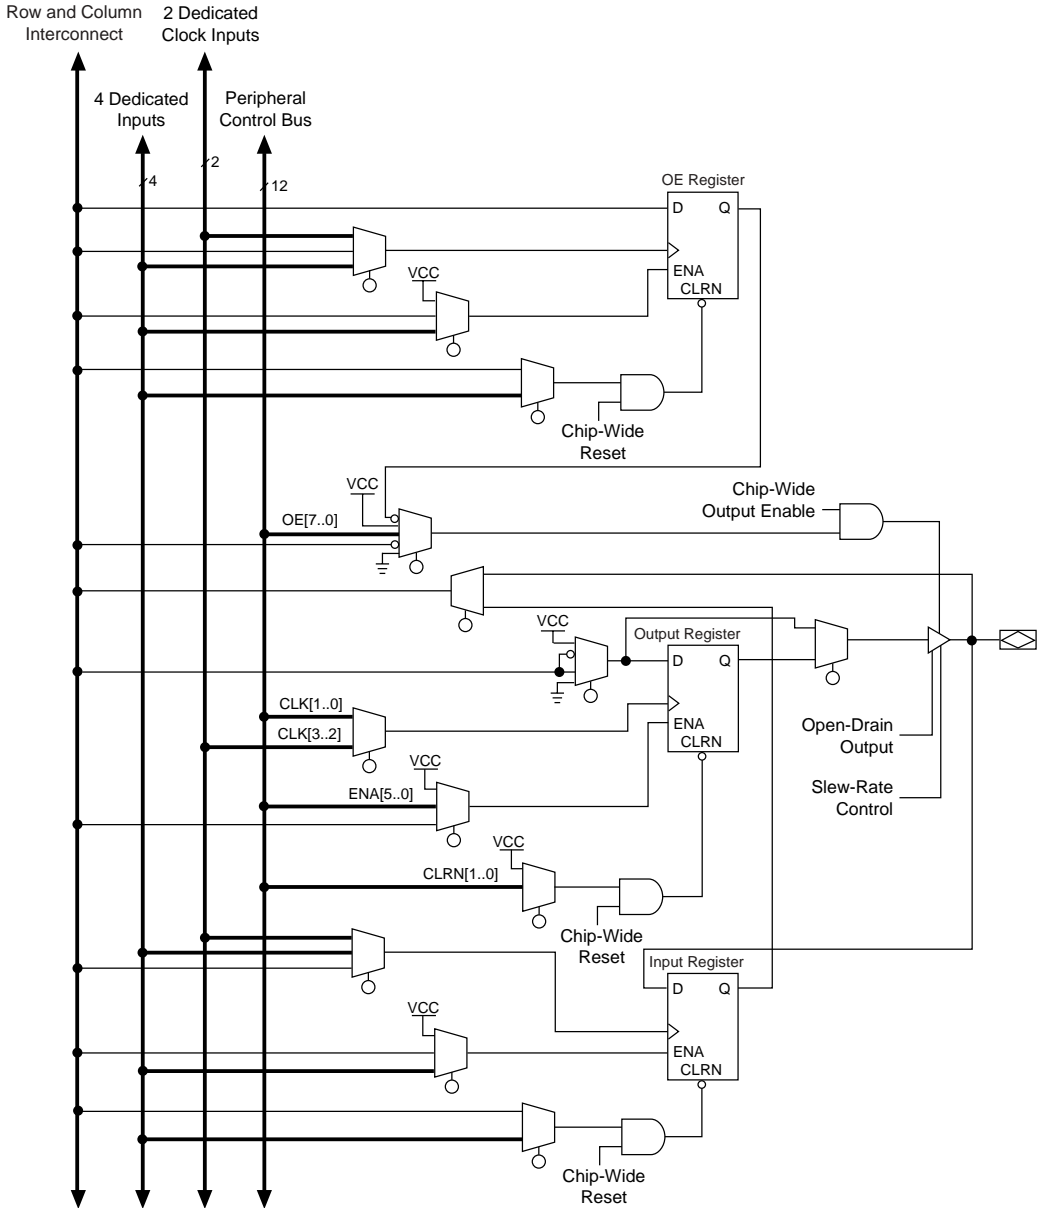 Row and Column
Interconnect
2 Dedicated
Clock Inputs
4 Dedicated
Inputs
Peripheral
Control Bus
2
4
12
OE Register
D Q
ENA
CLRN
VCC
Chip-Wide
Reset
VCC
OE[7..0]
Chip-Wide
Output Enable
VCC
Output Register
D Q
ENA
CLRN
CLK[1..0]
CLK[3..2]
VCC
ENA[5..0]
Open-Drain
Output
Slew-Rate
Control
VCC
CLRN[1..0]
Chip-Wide
Reset
Input Register
D Q
ENA
CLRN
VCC
Chip-Wide
Reset